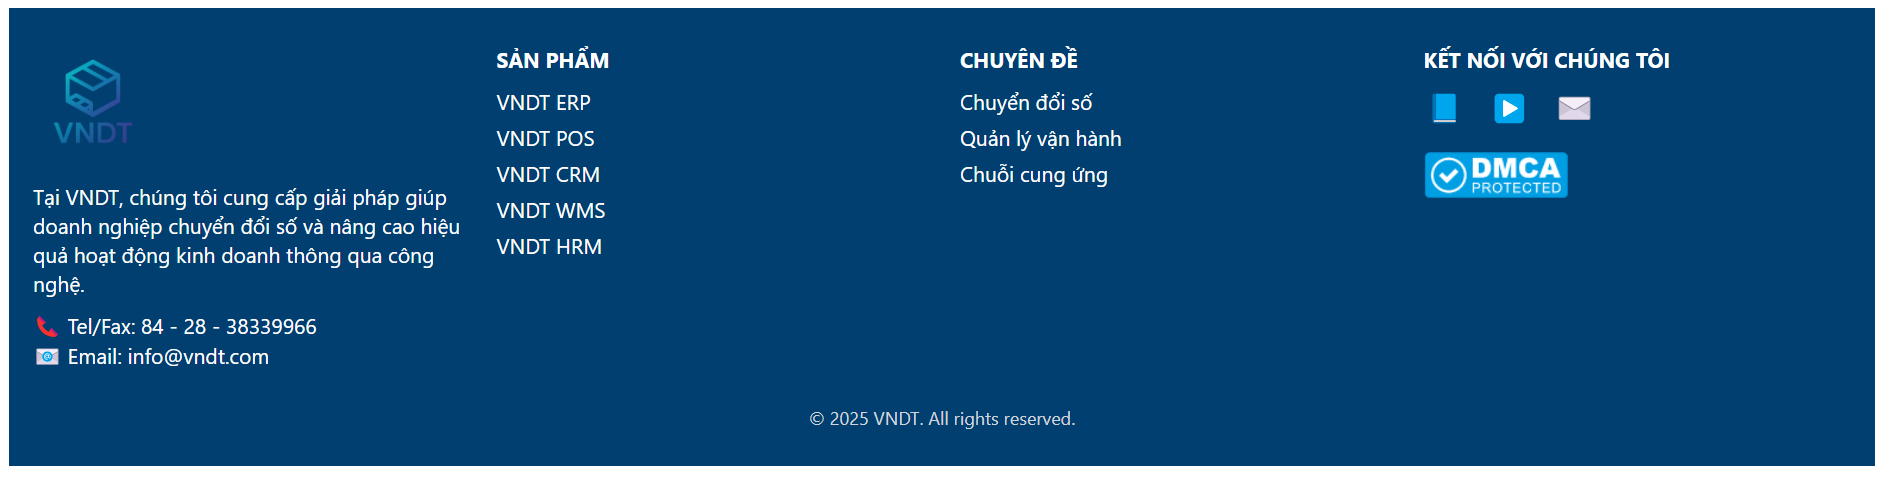 VNDT
Tại VNDT, chúng tôi cung cấp giải pháp giúp
doanh nghiệp chuyển đổi số và nâng cao hiệu
quả hoạt động kinh doanh thông qua công
nghệ.
Tel/Fax: 84 - 28 - 38339966
Email: info@vndt.com
SẢN PHẨM
VNDT ERP
VNDT POS
VNDT CRM
VNDT WMS
VNDT HRM
CHUYÊN ĐỀ
Chuyển đổi số
Quản lý vận hành
Chuỗi cung ứng
KẾT NỐI VỚI CHÚNG TÔI
DMCA
PROTECTED
© 2025 VNDT. All rights reserved.